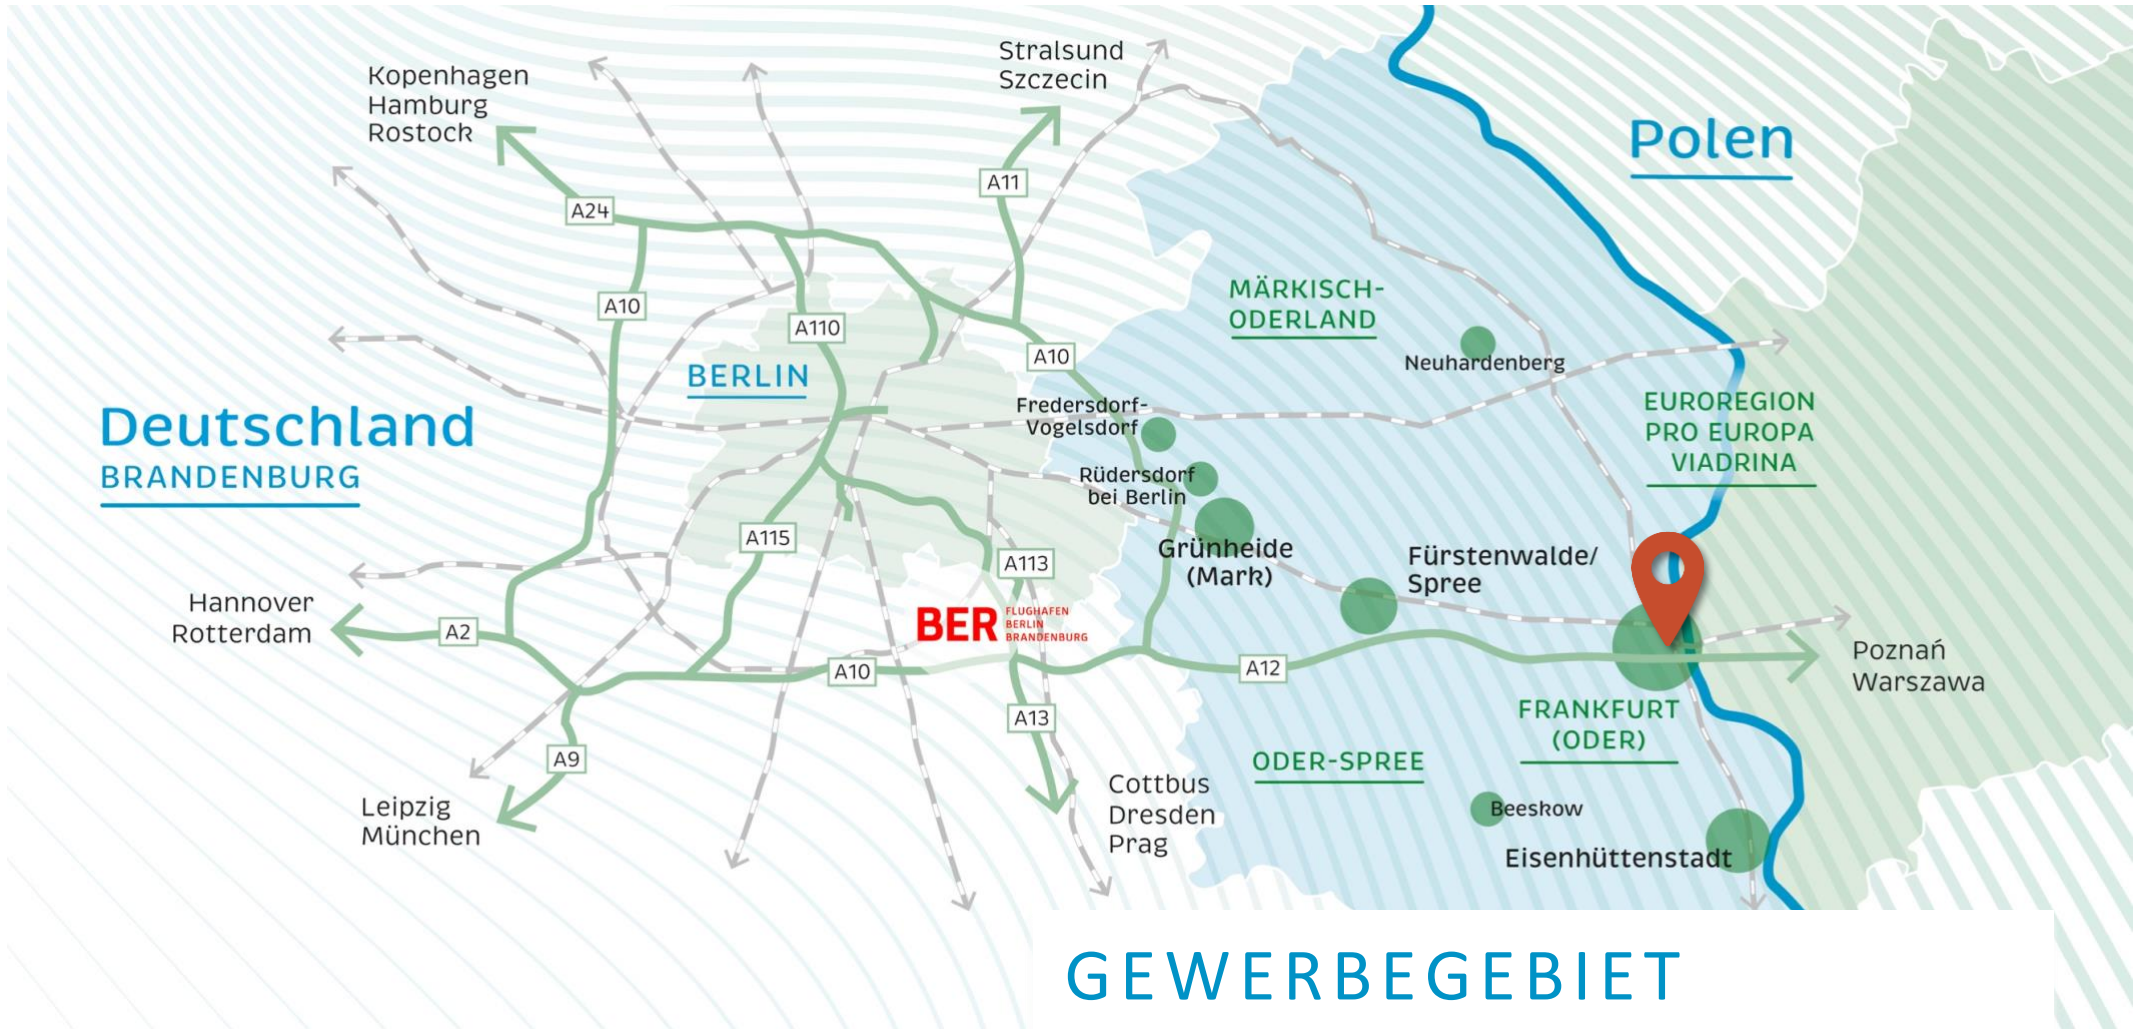 Stralsund
Szczecin
Kopenhagen
Hamburg
Rostock
Polen
A11
A24
A10
A110
A10
MÄRKISCH-
ODERLAND
Neuhardenberg
BERLIN
Fredersdorf-
Vogelsdorf
EUROREGION
PRO EUROPA
VIADRINA
Deutschland
BRANDENBURG
Rüdersdorf
bei Berlin
A115
Grünheide
(Mark)
Fürstenwalde/
Spree
A113
Hannover
Rotterdam
A2
BER
FLUGHAFEN
BERLIN
BRANDENBURG
A10
A12
Poznań
Warszawa
A13
FRANKFURT
(ODER)
A9
ODER-SPREE
Leipzig
München
Cottbus
Dresden
Prag
Beeskow
Eisenhüttenstadt
GEWERBEGEBIET